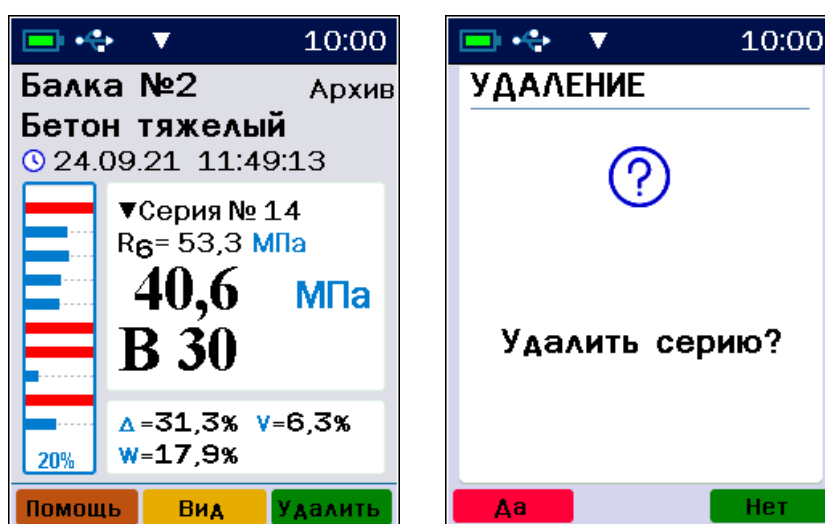 10:00
Балка №2 Архив
Бетон тяжелый
24.09.21 11:49:13
▼Серия № 14
R6= 53,3 МПа
40,6 МПа
В 30
20%
Δ=31,3% V=6,3%
W=17,9%
Помощь Вид Удалить
10:00
УДАЛЕНИЕ
?
Удалить серию?
Да Нет